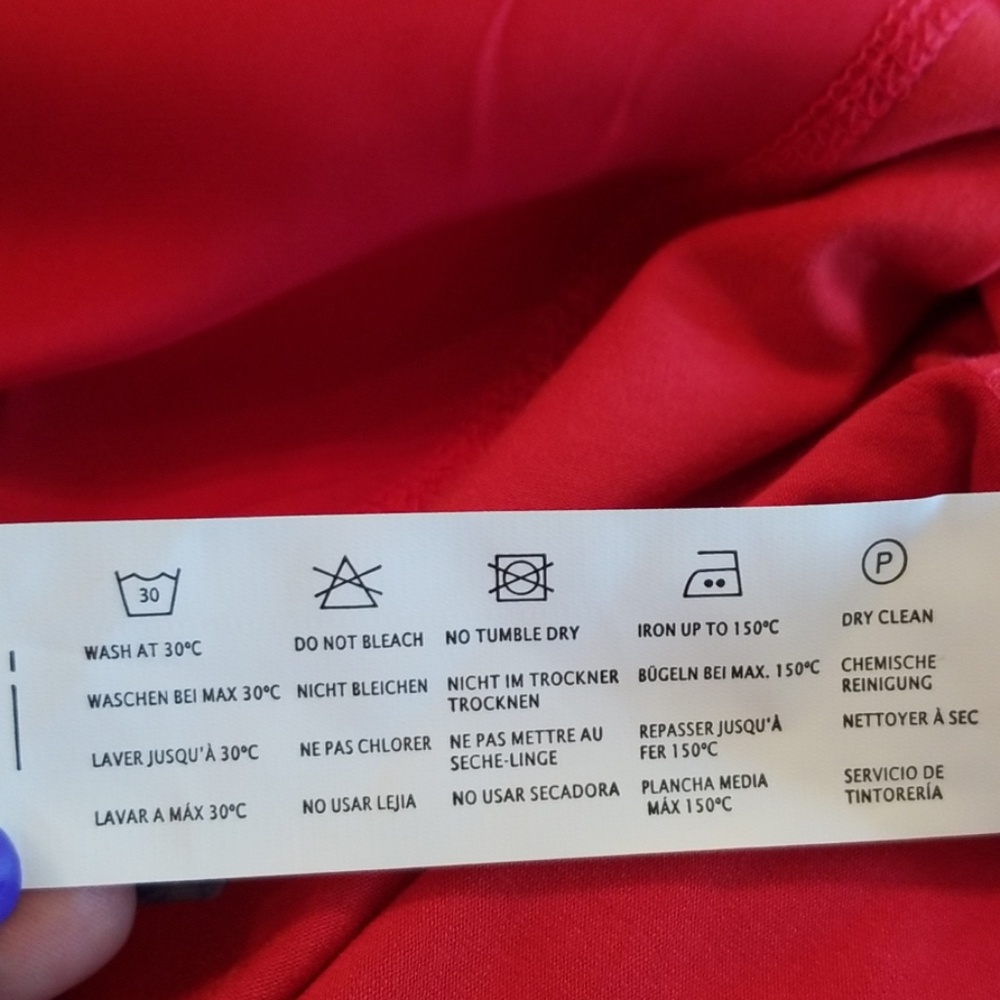 30
P
WASH AT 30°C
DO NOT BLEACH
NO TUMBLE DRY
IRON UP TO 150°C
DRY CLEAN
WASCHEN BEI MAX 30°C
NICHT BLEICHEN
NICHT IM TROCKNER
TROCKNEN
BÜGELN BEI MAX. 150°C
CHEMISCHE
REINIGUNG
LAVER JUSQU'À 30°C
NE PAS CHLORER
NE PAS METTRE AU
SECHE-LINGE
REPASSER JUSQU'À
FER 150°C
NETTOYER À SEC
LAVAR A MÁX 30°C
NO USAR LEJIA
NO USAR SECADORA
PLANCHA MEDIA
MÁX 150°C
SERVICIO DE
TINTORERÍA